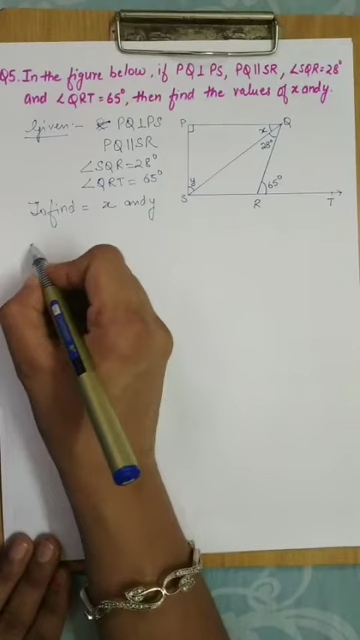 Q5. In the figure below, if PQ⊥PS, PQ∥SR, ∠SQR=28°
and ∠QRT=65°, then find the values of x and y.
Given:- PQ⊥PS
PQ∥SR
∠SQR=28°
∠QRT= 65°
To find = x and y
P
x
Q
28°
y
65°
S
R
T